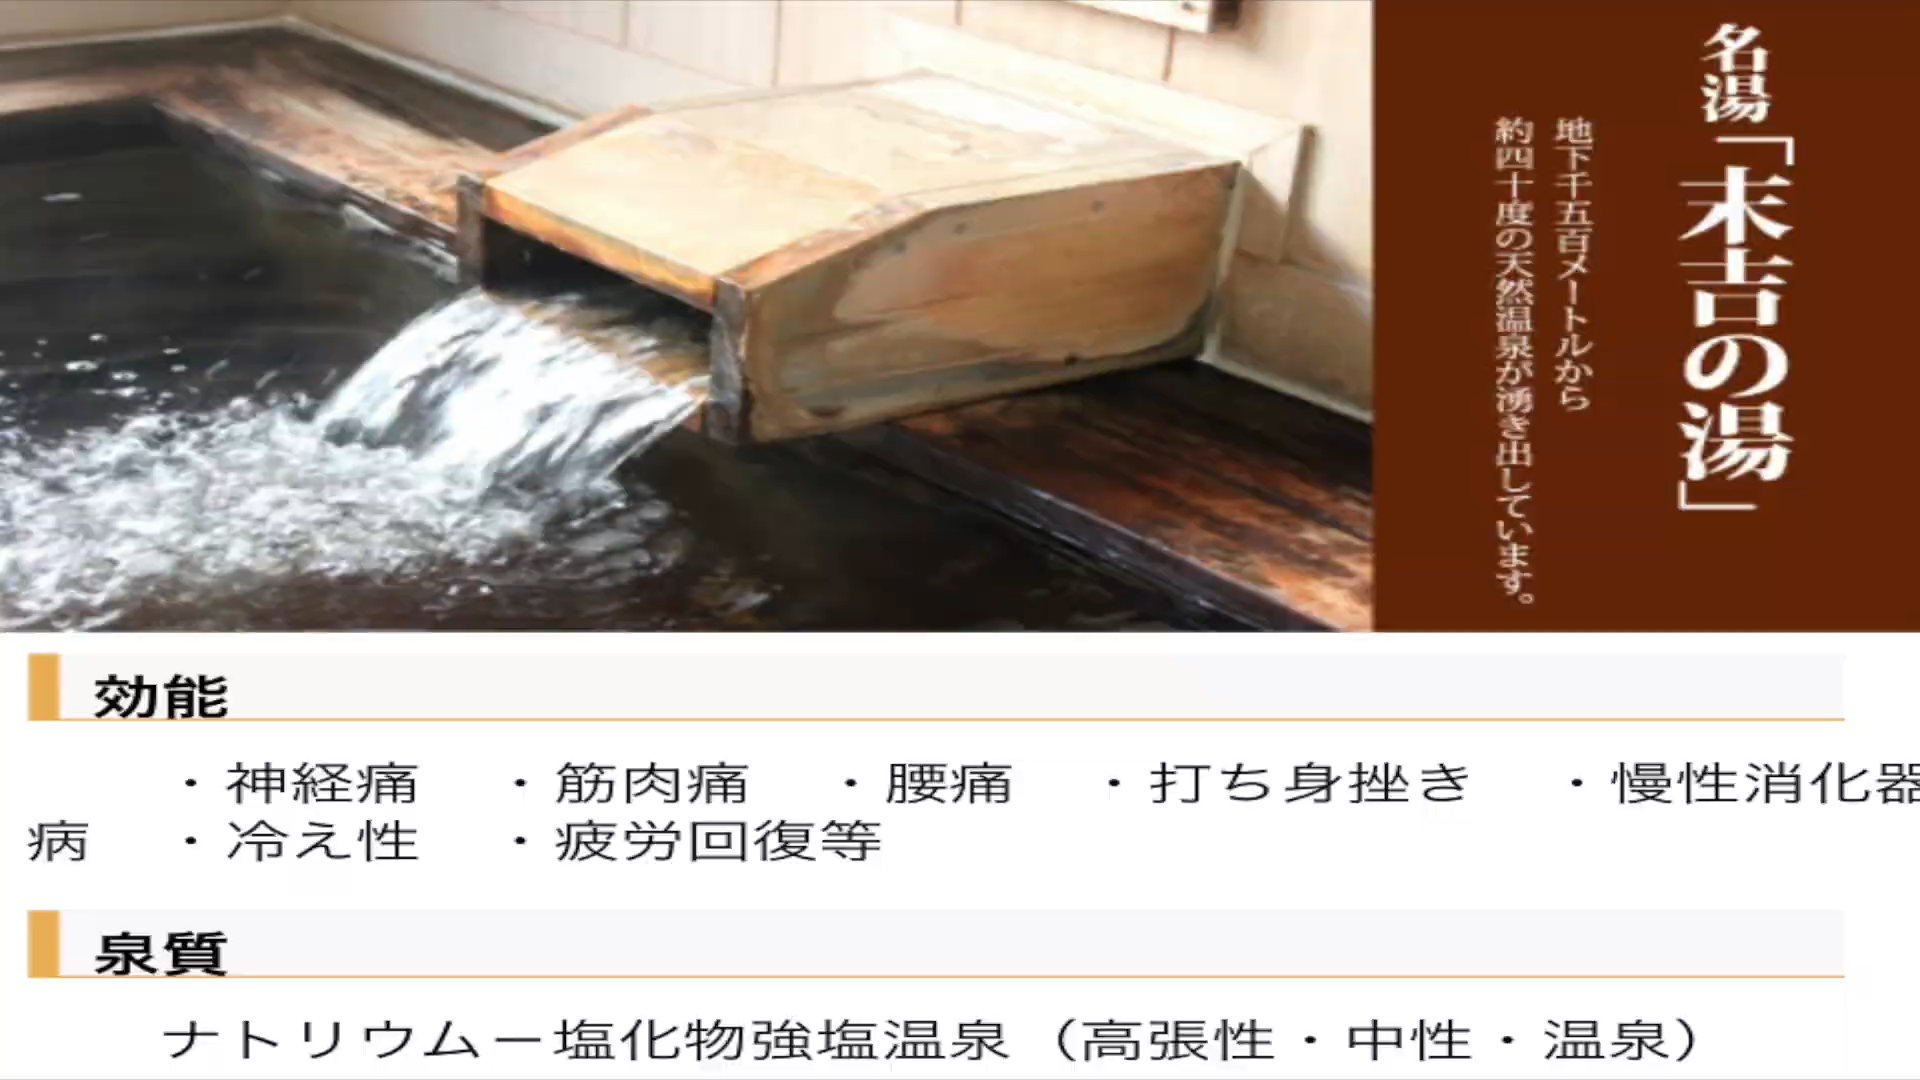 名湯「末吉の湯」
地下千五百メートルから
約四十度の天然温泉が湧き出しています。
効能
・神経痛　・筋肉痛　・腰痛　・打ち身挫き　・慢性消化器
病　・冷え性　・疲労回復等
泉質
ナトリウム－塩化物強塩温泉（高張性・中性・温泉）